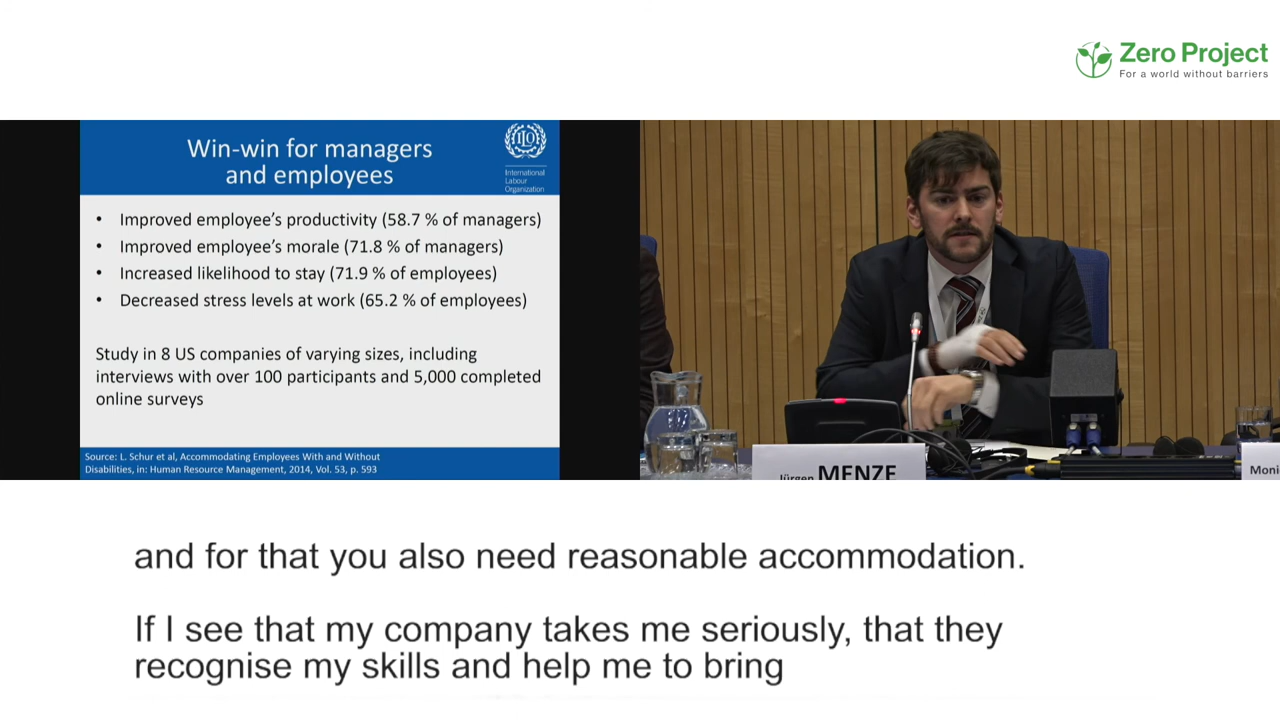 Zero Project
For a world without barriers
Win-win for managers
and employees
International
Labour
Organization
• Improved employee's productivity (58.7 % of managers)
• Improved employee's morale (71.8 % of managers)
• Increased likelihood to stay (71.9 % of employees)
• Decreased stress levels at work (65.2 % of employees)
Study in 8 US companies of varying sizes, including
interviews with over 100 participants and 5,000 completed
online surveys
Source: L. Schur et al, Accommodating Employees With and Without
Disabilities, in: Human Resource Management, 2014, Vol. 53, p. 593
Jürgen MENZE
Moni
and for that you also need reasonable accommodation.
If I see that my company takes me seriously, that they
recognise my skills and help me to bring